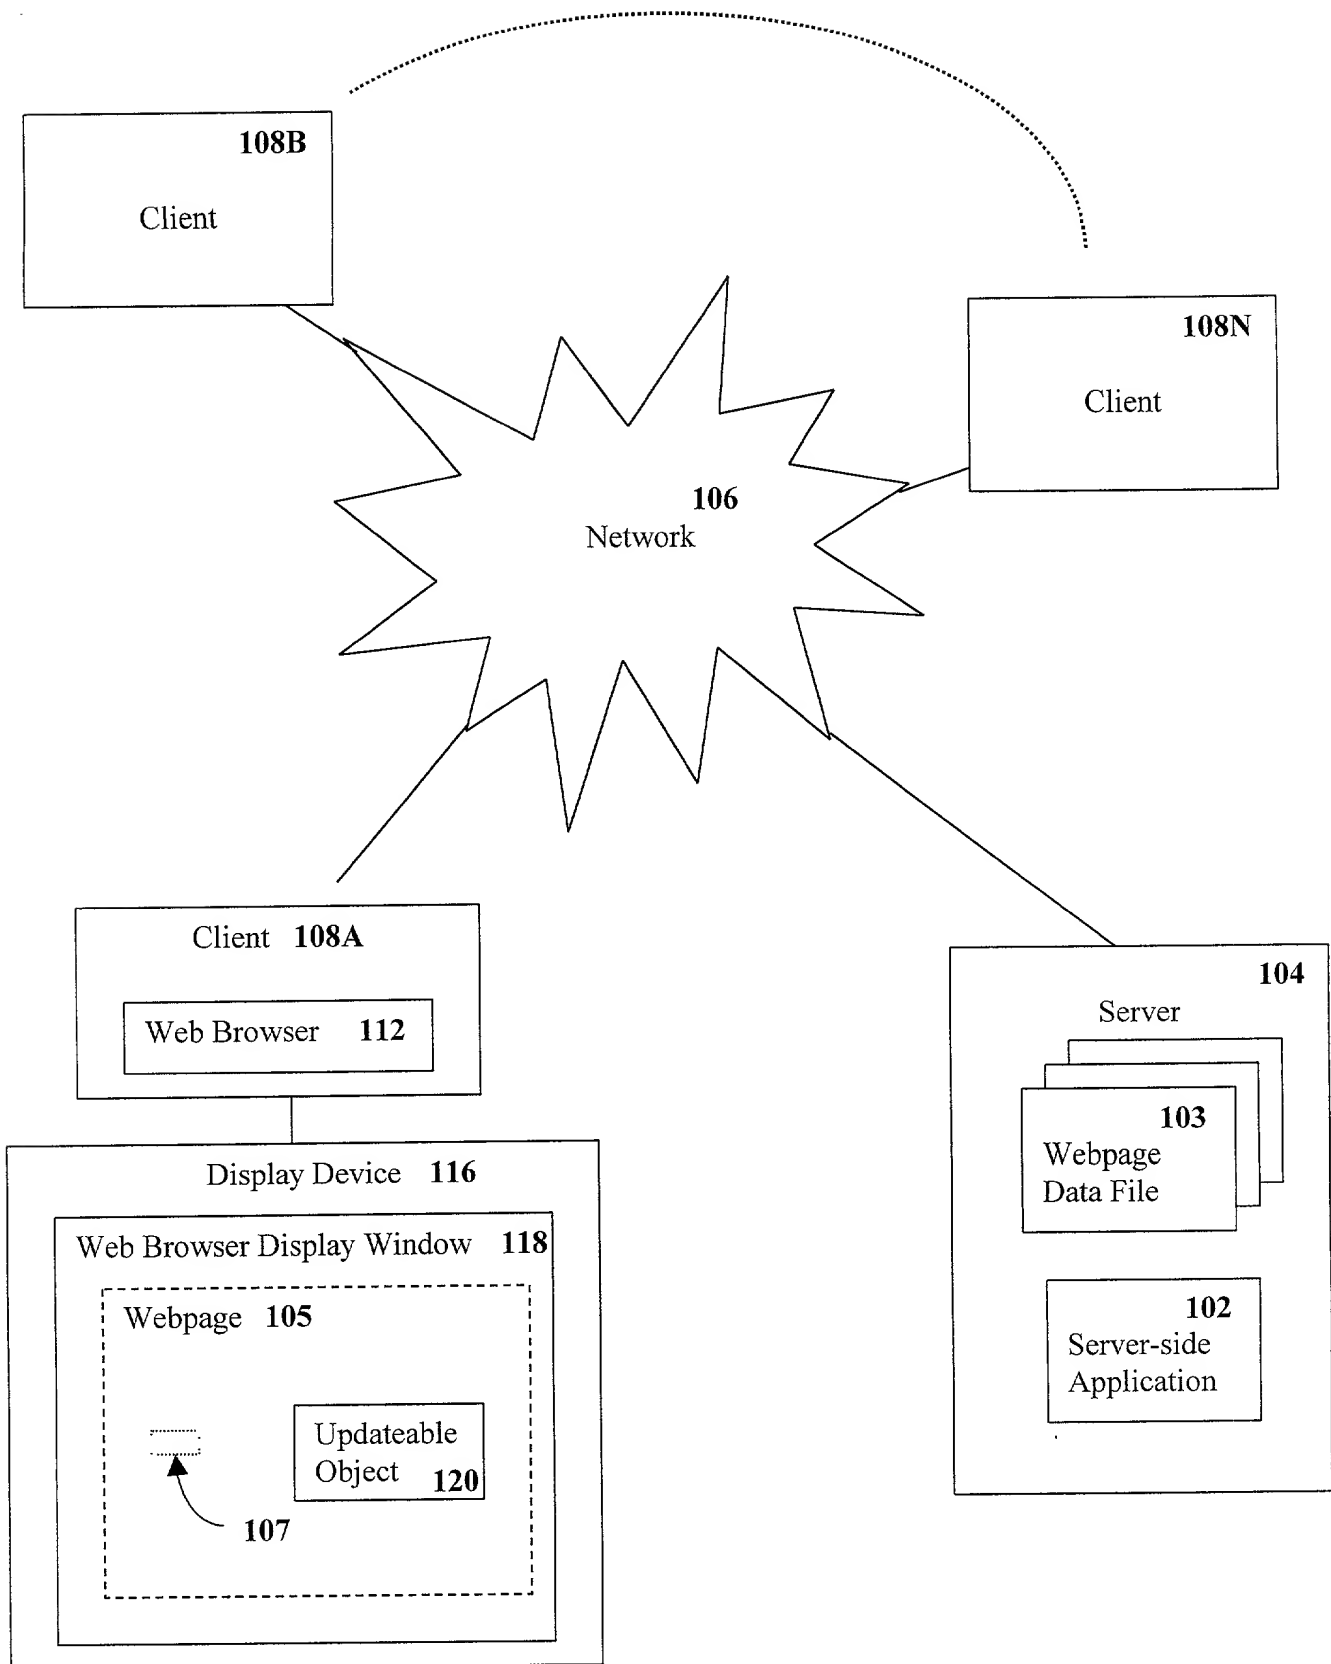 108B
Client
108N
Client
106
Network
Client 108A
Web Browser 112
104
Server
103
Webpage
Data File
102
Server-side
Application
Display Device 116
Web Browser Display Window 118
Webpage 105
Updateable
Object 120
107